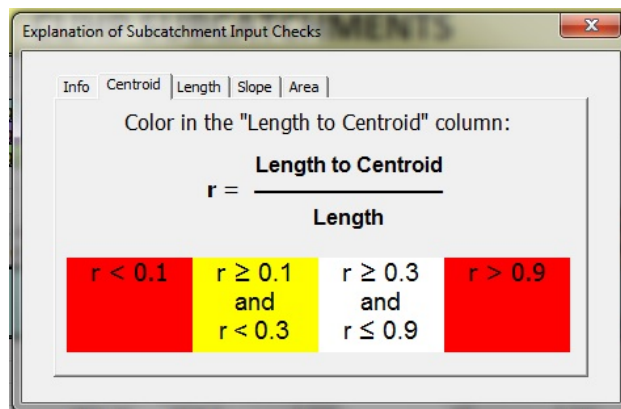 Explanation of Subcatchment Input Checks
Info Centroid Length Slope Area
Color in the "Length to Centroid" column:
r = Length to Centroid
Length
r < 0.1
r ≥ 0.1
and
r < 0.3
r ≥ 0.3
and
r ≤ 0.9
r > 0.9